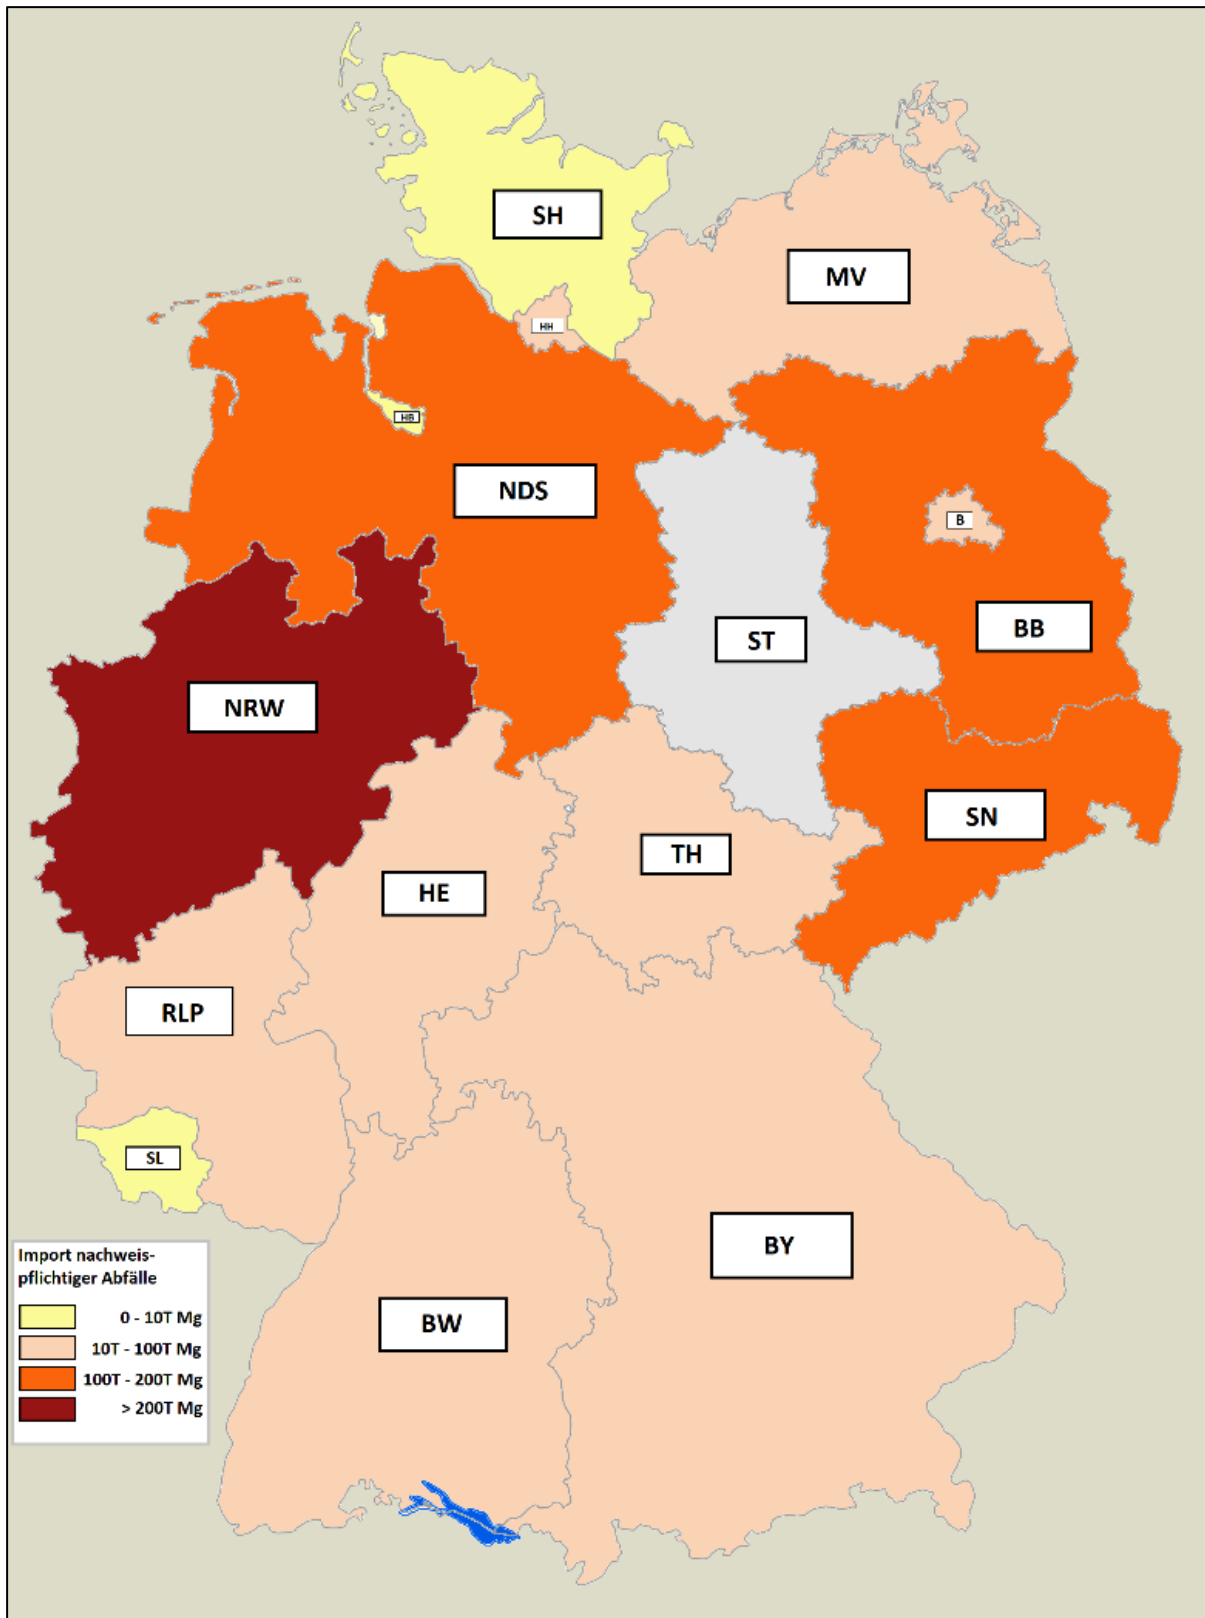 SH
MV
HH
HB
NDS
B
BB
ST
NRW
SN
TH
HE
RLP
SL
BY
BW
Import nachweis-
pflichtiger Abfälle
0 - 10T Mg
10T - 100T Mg
100T - 200T Mg
> 200T Mg